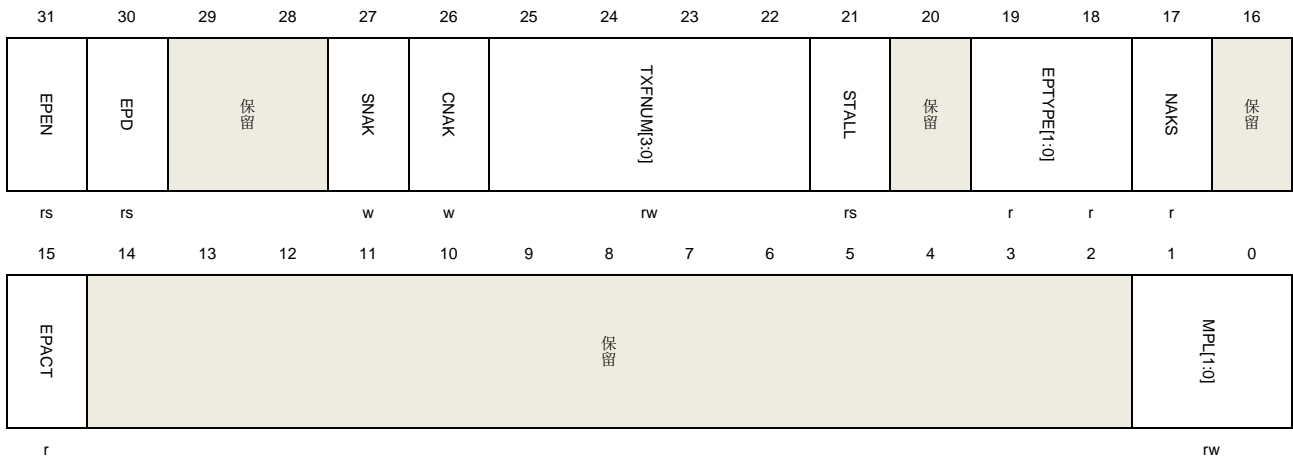 31 30 29 28 27 26 25 24 23 22 21 20 19 18 17 16
EPEN EPD 保留 SNAK CNAK TXFNUM[3:0] STALL 保留 EPTYPE[1:0] NAKS 保留
rs rs w w rw rs r r r
15 14 13 12 11 10 9 8 7 6 5 4 3 2 1 0
EPACT 保留 MPL[1:0]
r rw